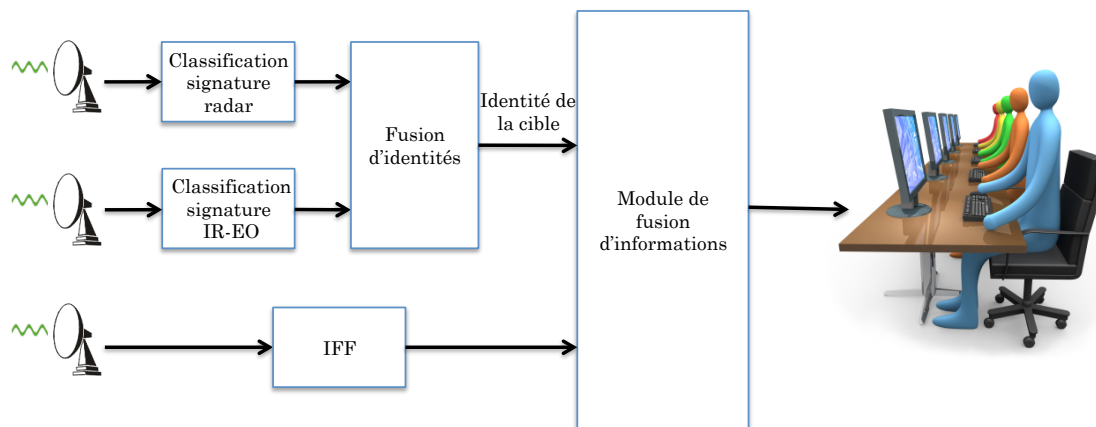 Classification
signature
radar
Fusion
d'identités
Identité de
la cible
Classification
signature
IR-EO
Module de
fusion
d'informations
IFF